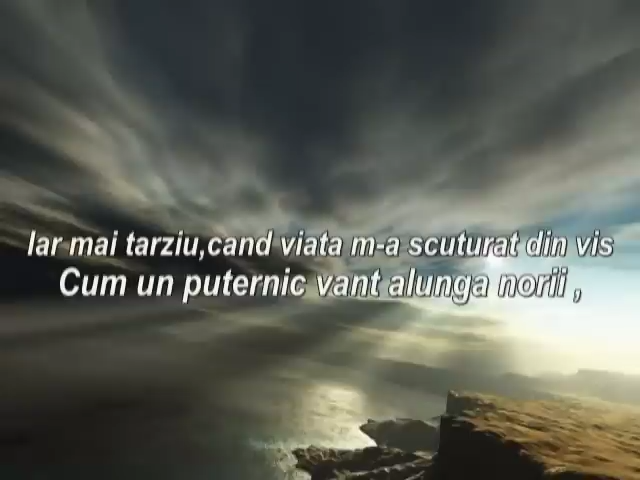 Iar mai tarziu,cand viata m-a scuturat din vis
Cum un puternic vant alunga norii ,